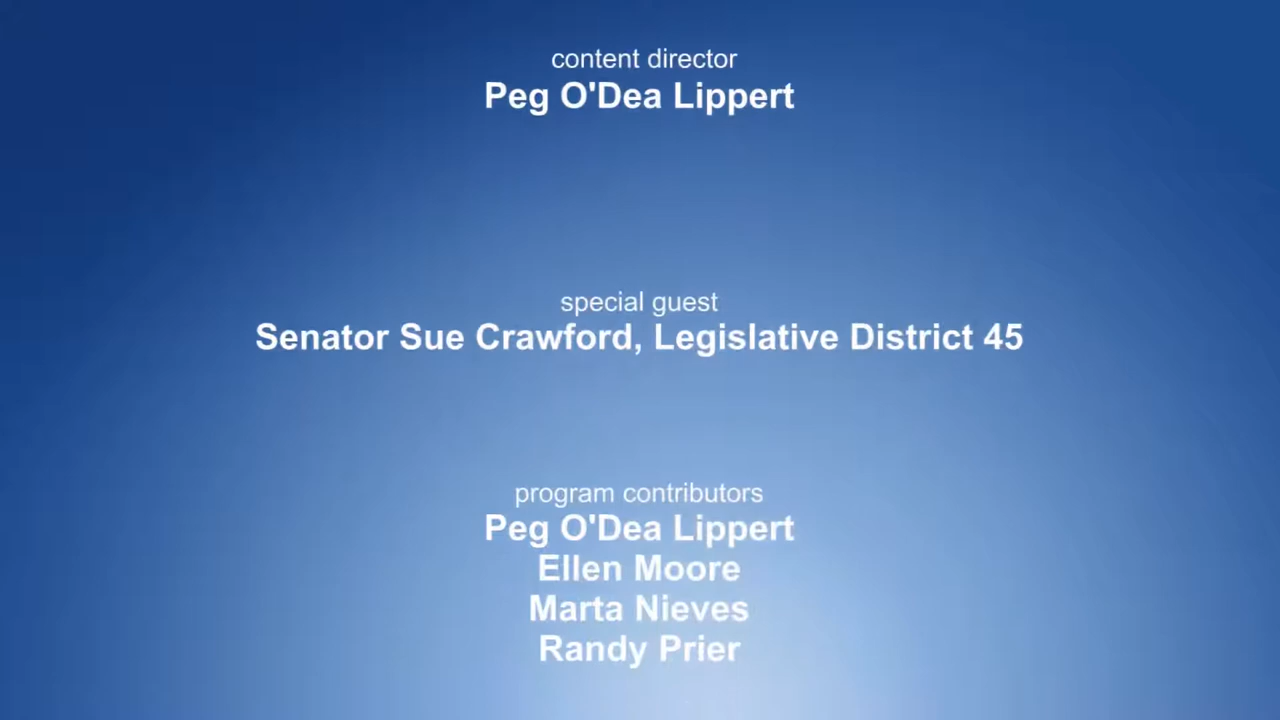 content director
Peg O'Dea Lippert
special guest
Senator Sue Crawford, Legislative District 45
program contributors
Peg O'Dea Lippert
Ellen Moore
Marta Nieves
Randy Prier